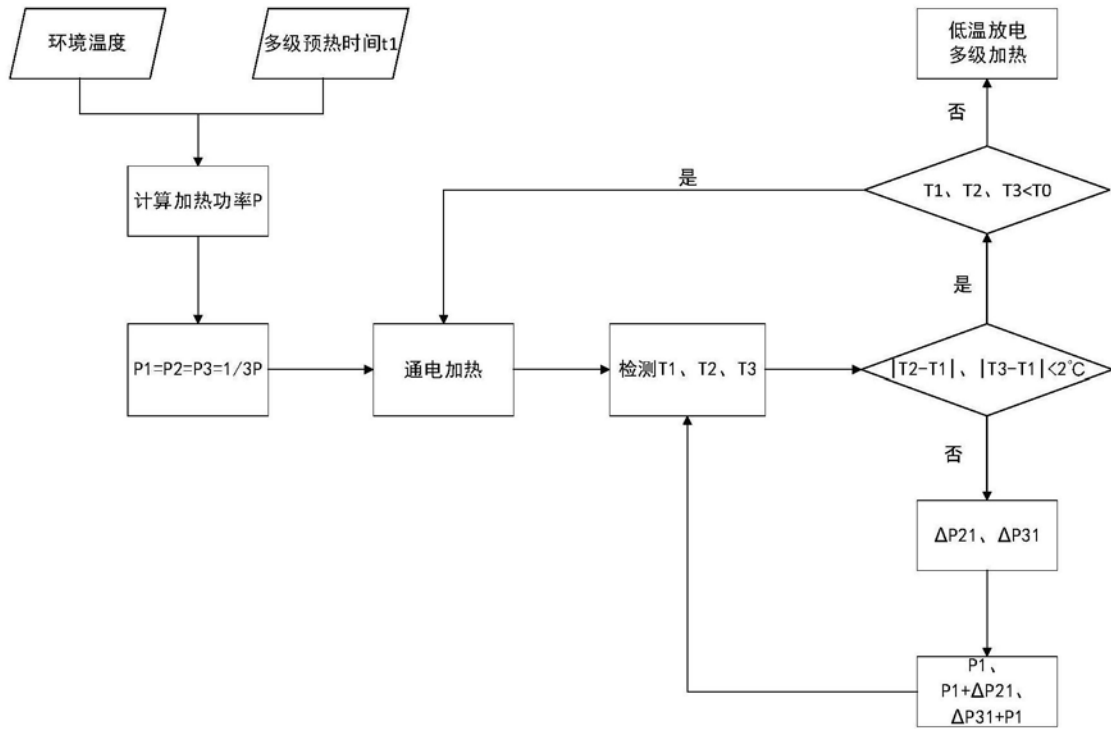 环境温度
多级预热时间t1
低温放电
多级加热
否
计算加热功率P
是
T1、T2、T3<T0
是
P1=P2=P3=1/3P
通电加热
检测T1、T2、T3
|T2-T1|、|T3-T1|<2℃
否
ΔP21、ΔP31
P1、
P1+ΔP21、
ΔP31+P1